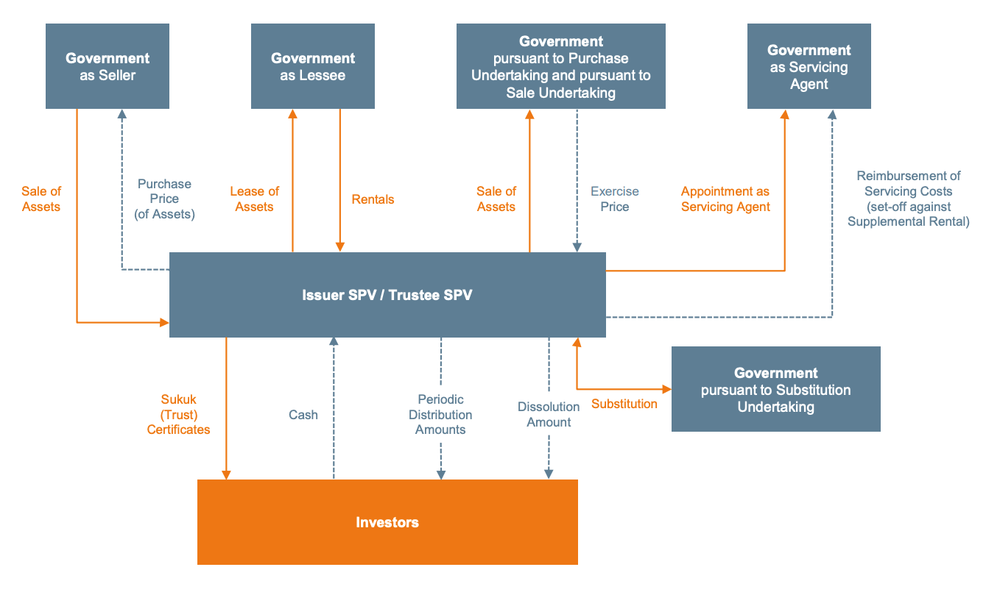 Government
as Seller
Government
as Lessee
Government
pursuant to Purchase
Undertaking and pursuant to
Sale Undertaking
Government
as Servicing
Agent
Sale of
Assets
Purchase
Price
(of Assets)
Lease of
Assets
Rentals
Sale of
Assets
Exercise
Price
Appointment as
Servicing Agent
Reimbursement of
Servicing Costs
(set-off against
Supplemental Rental)
Issuer SPV / Trustee SPV
Sukuk
(Trust)
Certificates
Cash
Periodic
Distribution
Amounts
Dissolution
Amount
Substitution
Government
pursuant to Substitution
Undertaking
Investors